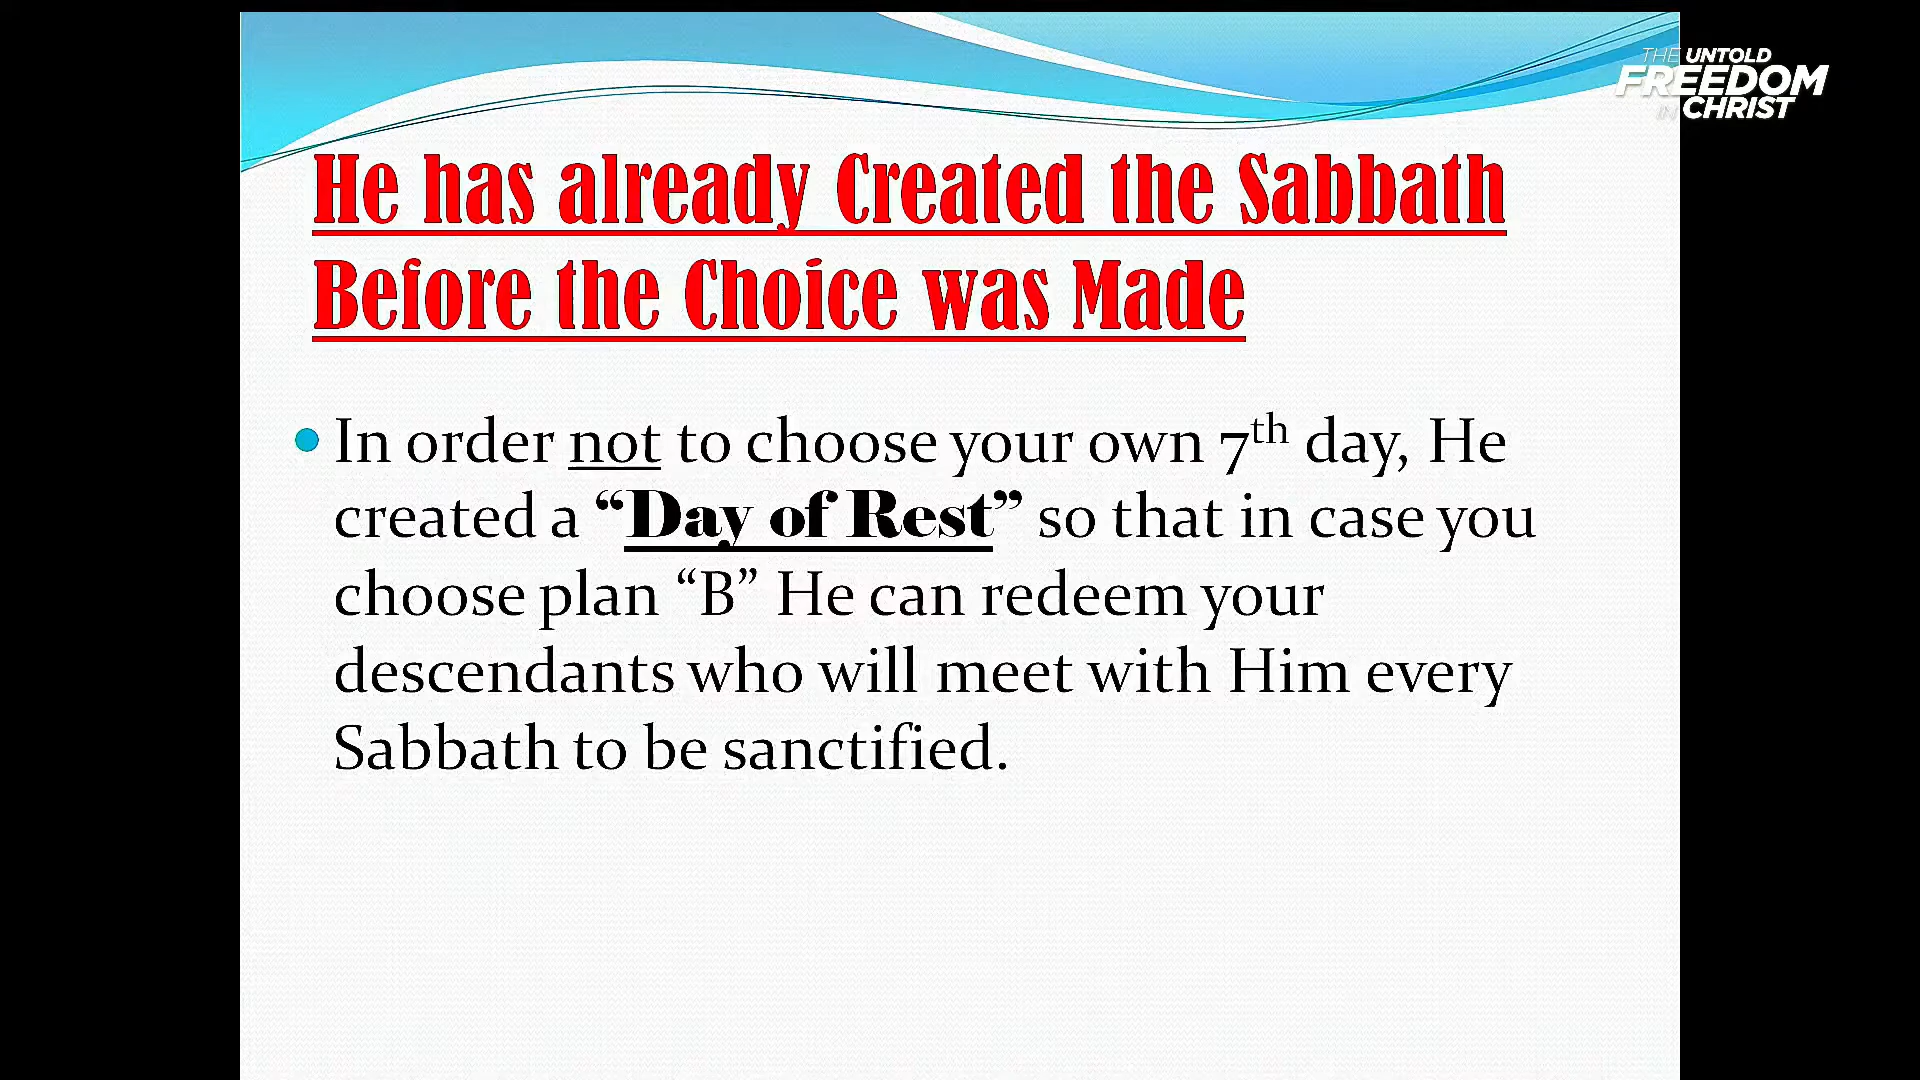 THE UNTOLD
FREEDOM
IN CHRIST
He has already Created the Sabbath
Before the Choice was Made
In order not to choose your own 7th day, He
created a “Day of Rest” so that in case you
choose plan “B” He can redeem your
descendants who will meet with Him every
Sabbath to be sanctified.